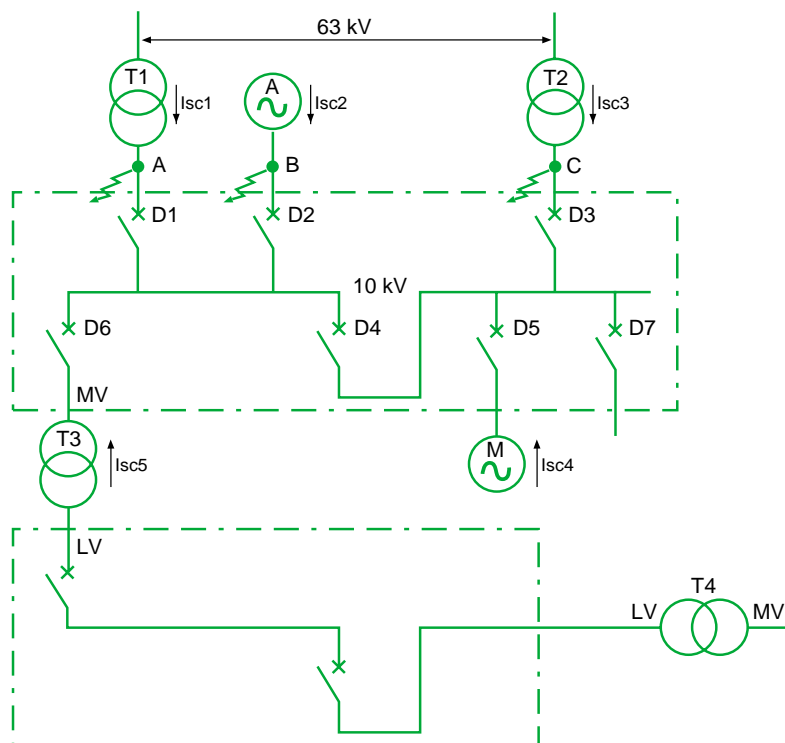 63 kV
T1
A
T2
Isc1
Isc2
Isc3
A
B
C
D1
D2
D3
10 kV
D6
D4
D5
D7
MV
T3
M
Isc5
Isc4
LV
T4
LV
MV